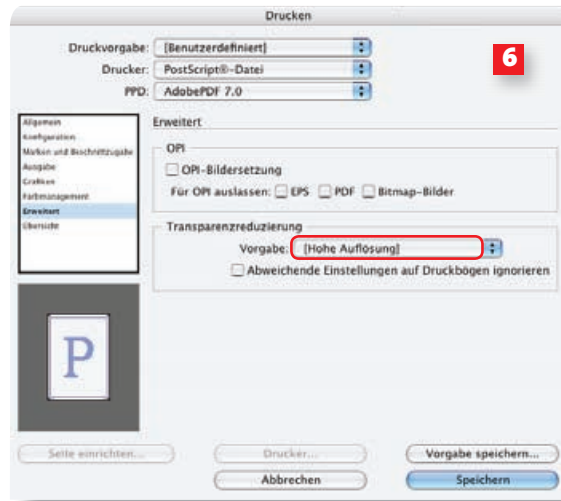 Drucken
6
Druckvorgabe: [Benutzerdefiniert]
Drucker: PostScript®-Datei
PPD: AdobePDF 7.0
Allgemein
Konfiguration
Marken und Beschnittzugabe
Ausgabe
Grafiken
Farbmanagement
Erweitert
Übersicht
Erweitert
OPI
OPI-Bildersetzung
Für OPI auslassen: EPS PDF Bitmap-Bilder
Transparenzreduzierung
Vorgabe: [Hohe Auflösung]
Abweichende Einstellungen auf Druckbögen ignorieren
P
Seite einrichten... Drucker... Vorgabe speichern...
Abbrechen Speichern